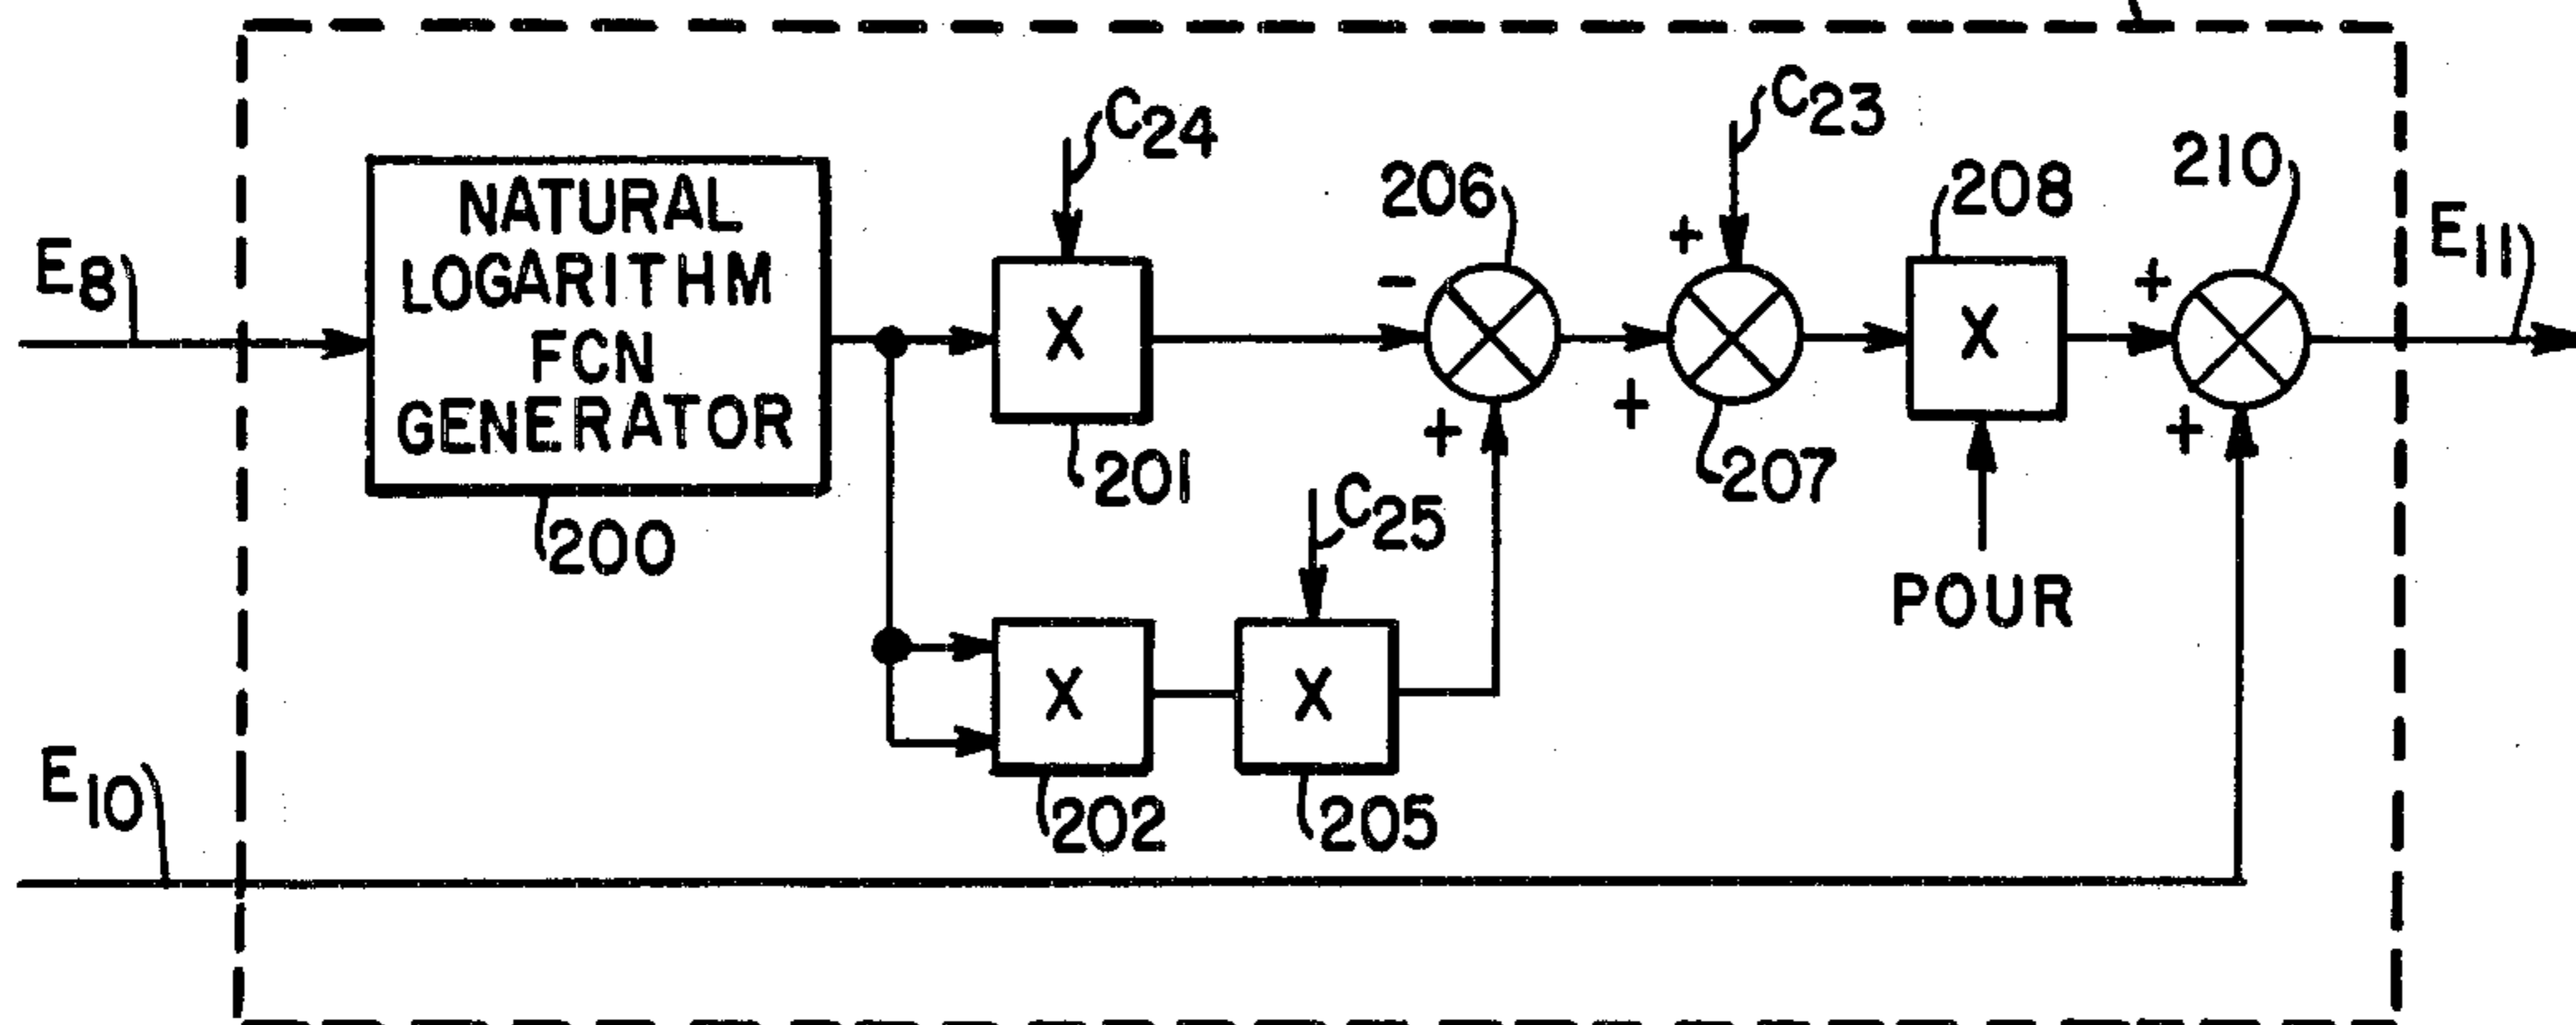 C24
C23
NATURAL
LOGARITHM
FCN
GENERATOR
200
E8
X
201
206
-
+
+
+
207
208
X
POUR
210
+
+
E11
C25
X
202
X
205
E10